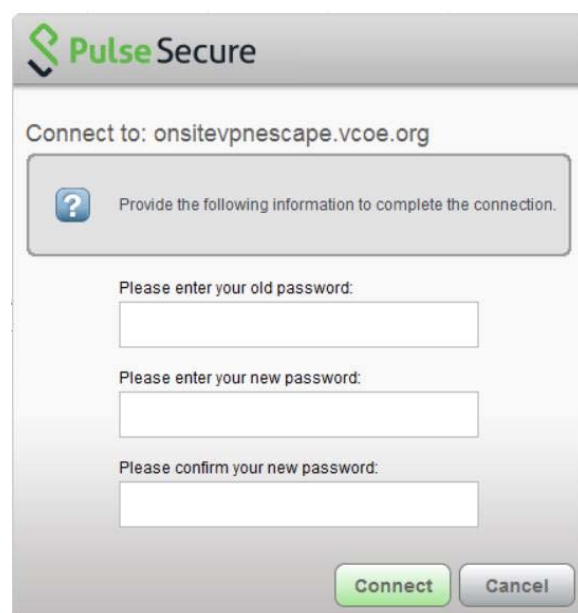 Pulse Secure
Connect to: onsitevpnescape.vcoe.org
?
Provide the following information to complete the connection.
Please enter your old password:
Please enter your new password:
Please confirm your new password:
Connect
Cancel